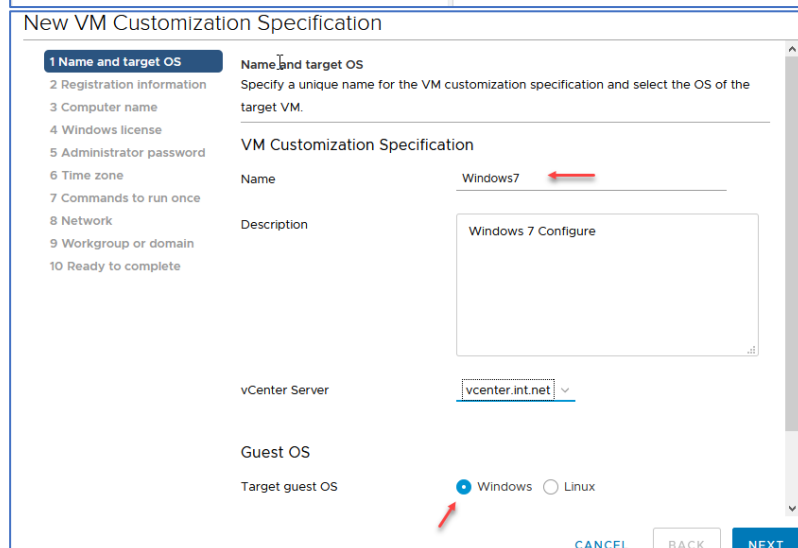 New VM Customization Specification
1 Name and target OS
2 Registration information
3 Computer name
4 Windows license
5 Administrator password
6 Time zone
7 Commands to run once
8 Network
9 Workgroup or domain
10 Ready to complete
Name and target OS
Specify a unique name for the VM customization specification and select the OS of the
target VM.
VM Customization Specification
Name Windows7
Description Windows 7 Configure
vCenter Server vcenter.int.net
Guest OS
Target guest OS Windows Linux
CANCEL BACK NEXT